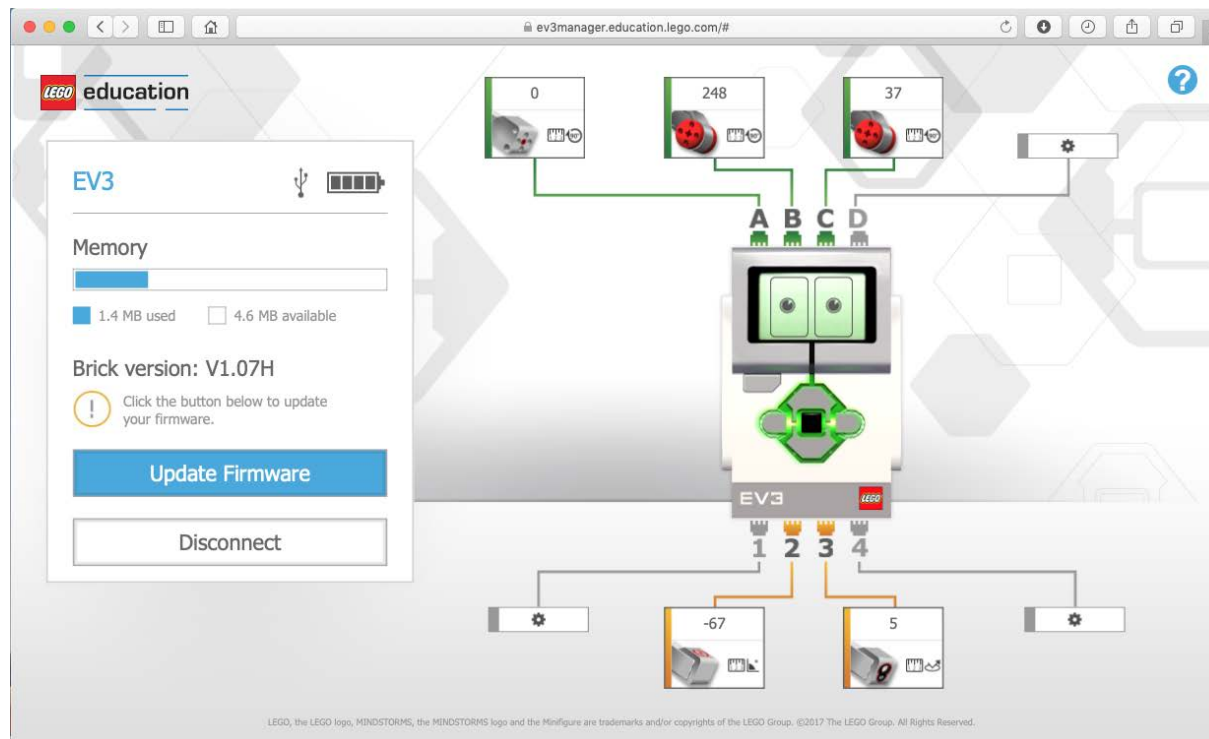 ev3manager.education.lego.com/#
LEGO education
?
0
248
37
EV3
A B C D
Memory
1.4 MB used
4.6 MB available
Brick version: V1.07H
!
Click the button below to update
your firmware.
Update Firmware
Disconnect
EV3
LEGO
1 2 3 4
-67
5
LEGO, the LEGO logo, MINDSTORMS, the MINDSTORMS logo and the Minifigure are trademarks and/or copyrights of the LEGO Group. ©2017 The LEGO Group. All Rights Reserved.